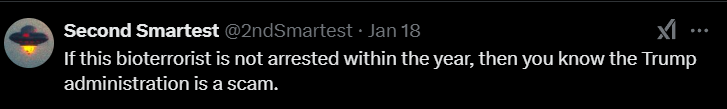 Second Smartest @2ndSmartest · Jan 18
If this bioterrorist is not arrested within the year, then you know the Trump
administration is a scam.